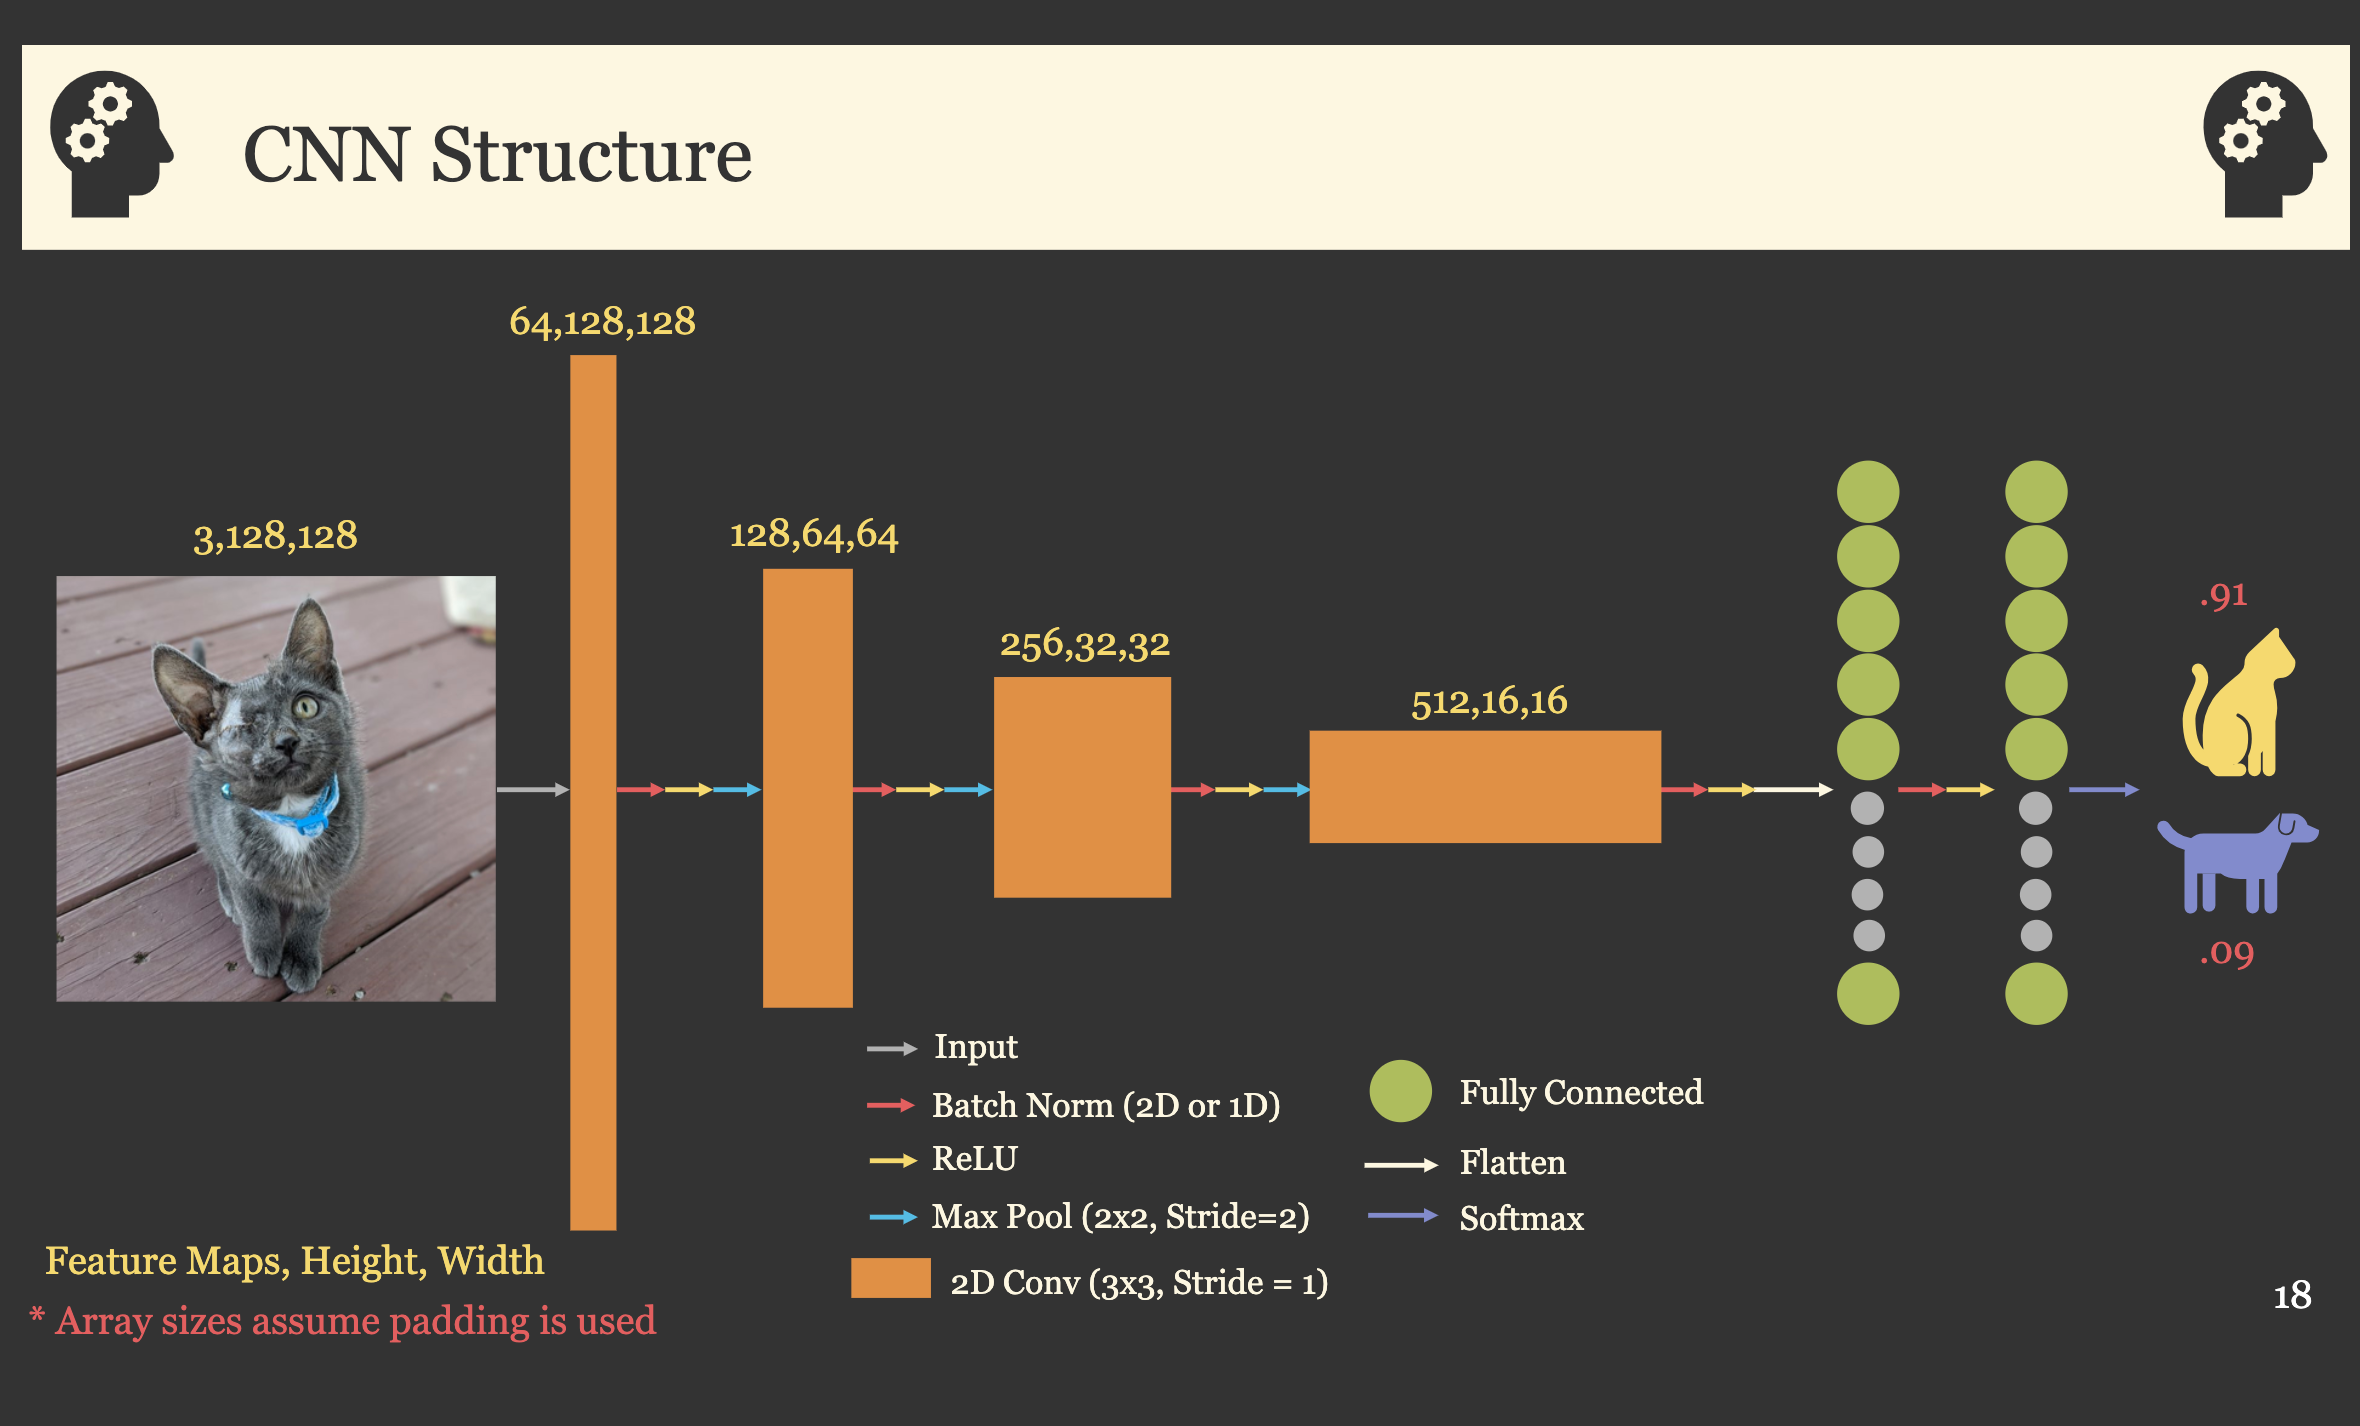 CNN Structure
64,128,128
3,128,128
128,64,64
256,32,32
512,16,16
.91
.09
Input
Batch Norm (2D or 1D)
ReLU
Max Pool (2x2, Stride=2)
2D Conv (3x3, Stride = 1)
Fully Connected
Flatten
Softmax
Feature Maps, Height, Width
* Array sizes assume padding is used
18